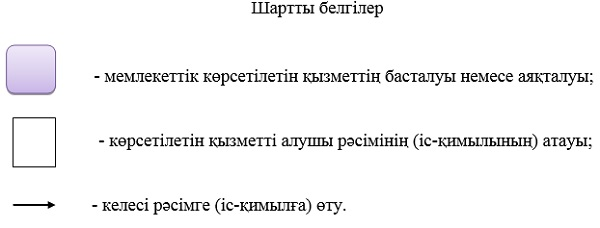 Шартты белгілер
- мемлекеттік көрсетілетін қызметтің басталуы немесе аяқталуы;
- көрсетілетін қызметті алушы рәсімінің (іс-қимылының) атауы;
- келесі рәсімге (іс-қимылға) өту.